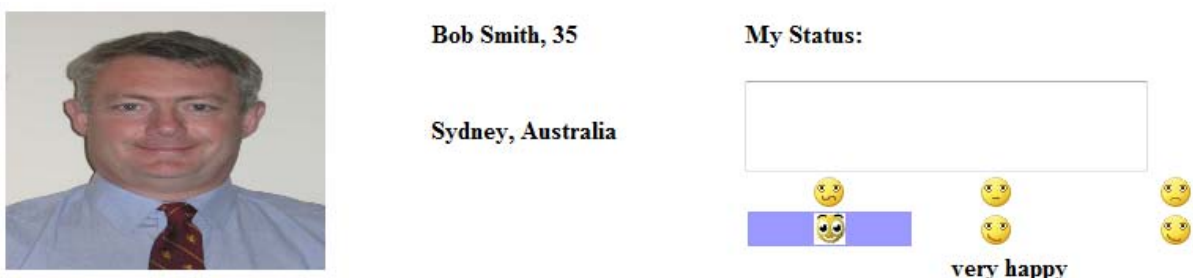 Bob Smith, 35
My Status:
Sydney, Australia
very happy